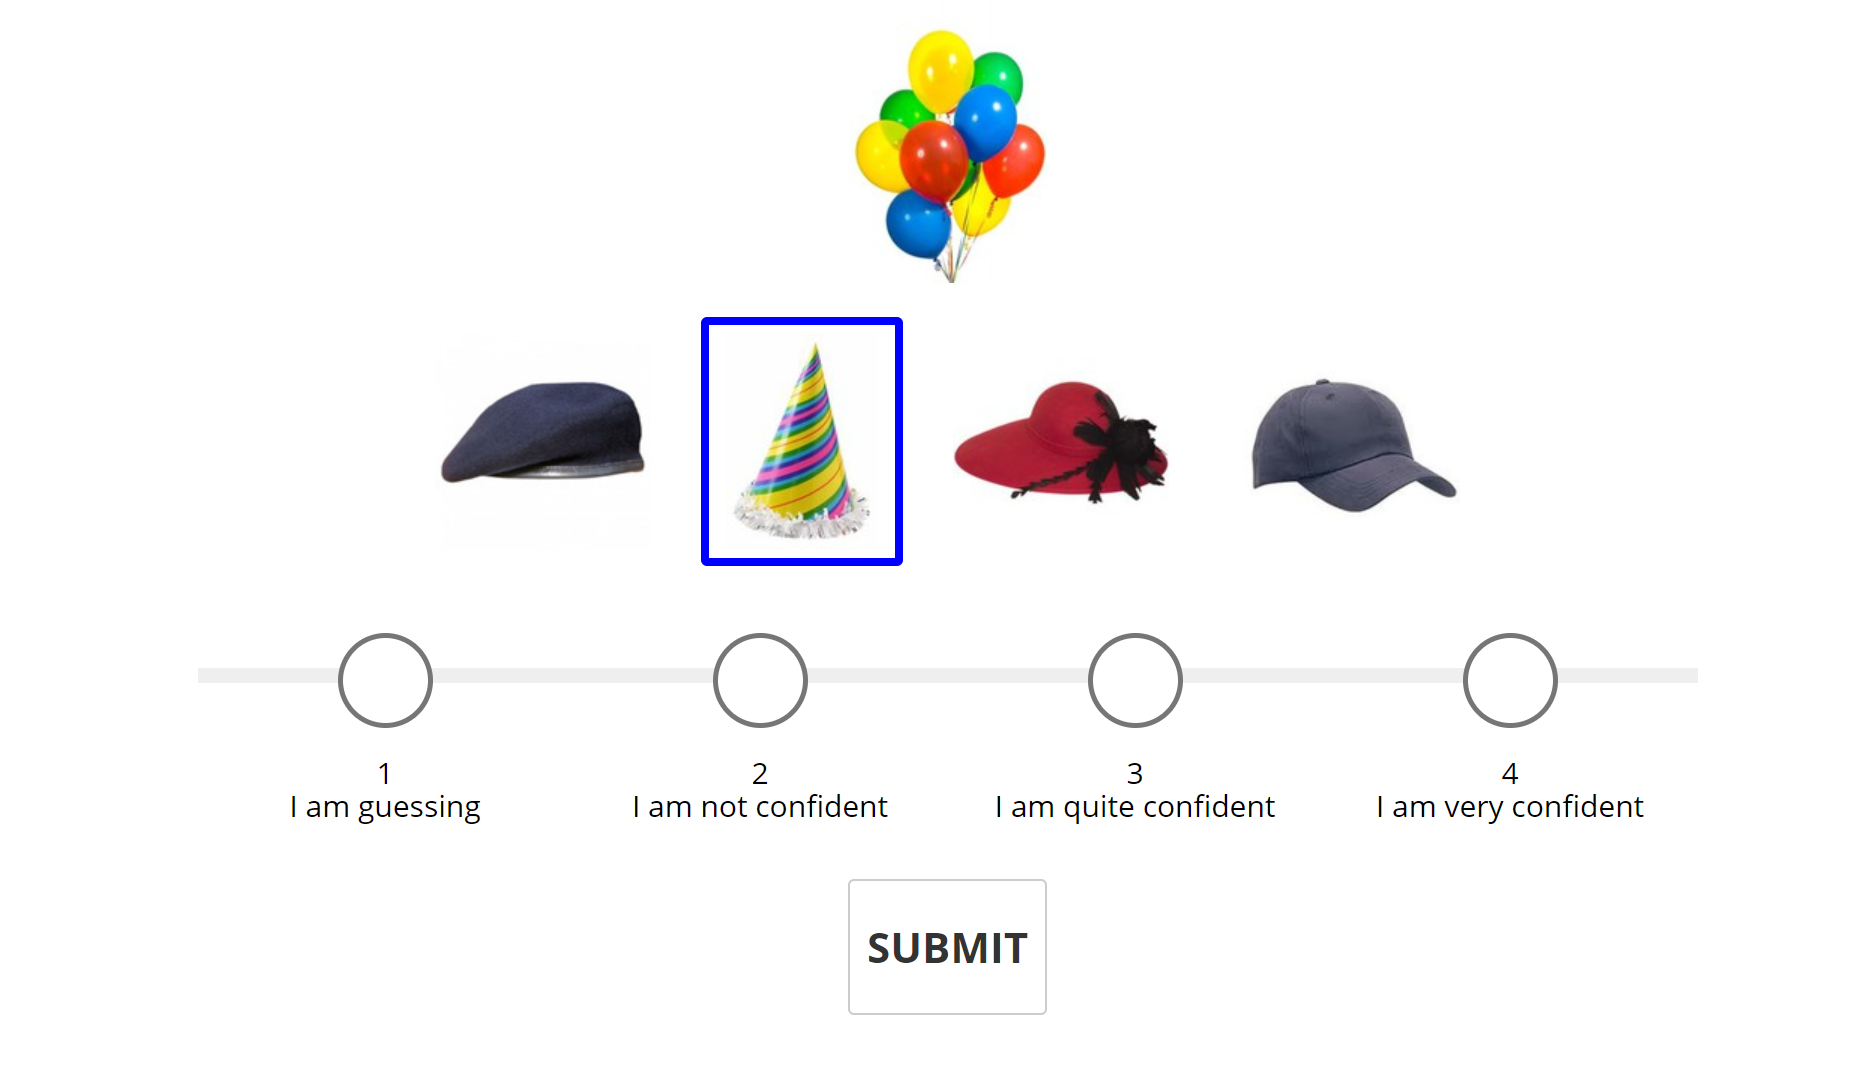 1
I am guessing
2
I am not confident
3
I am quite confident
4
I am very confident
SUBMIT